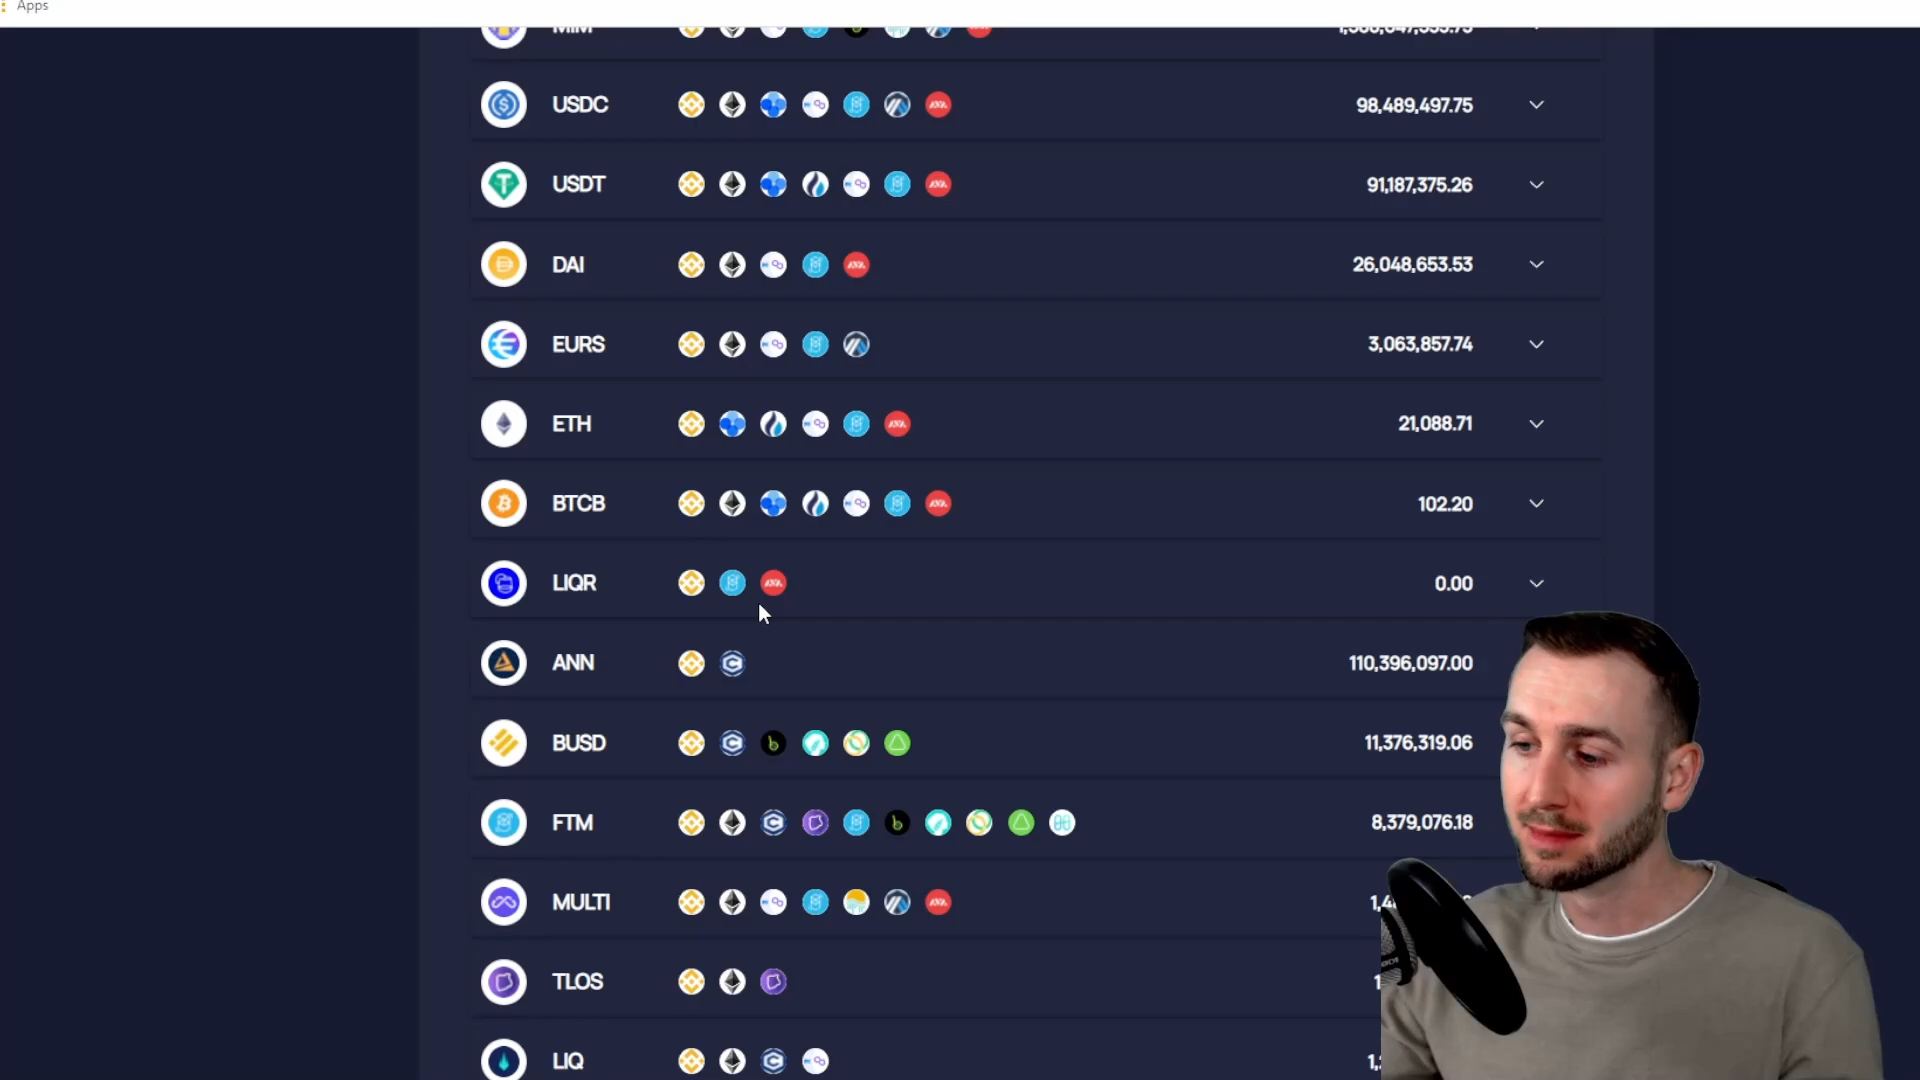 Apps
MIM
USDC 98,489,497.75
USDT 91,187,375.26
DAI 26,048,653.53
EURS 3,063,857.74
ETH 21,088.71
BTCB 102.20
LIQR 0.00
ANN 110,396,097.00
BUSD 11,376,319.06
FTM 8,379,076.18
MULTI
TLOS
LIQ